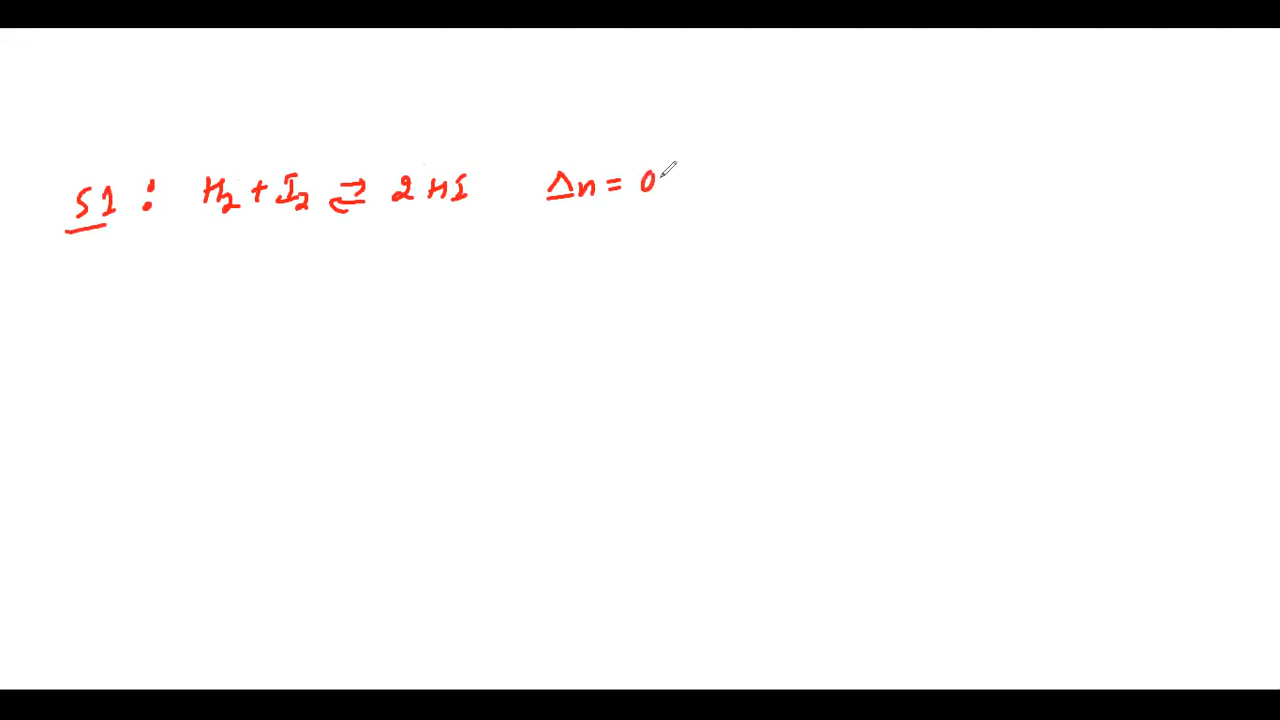 S1 : H₂ + I₂ ⇌ 2 HI Δn = 0